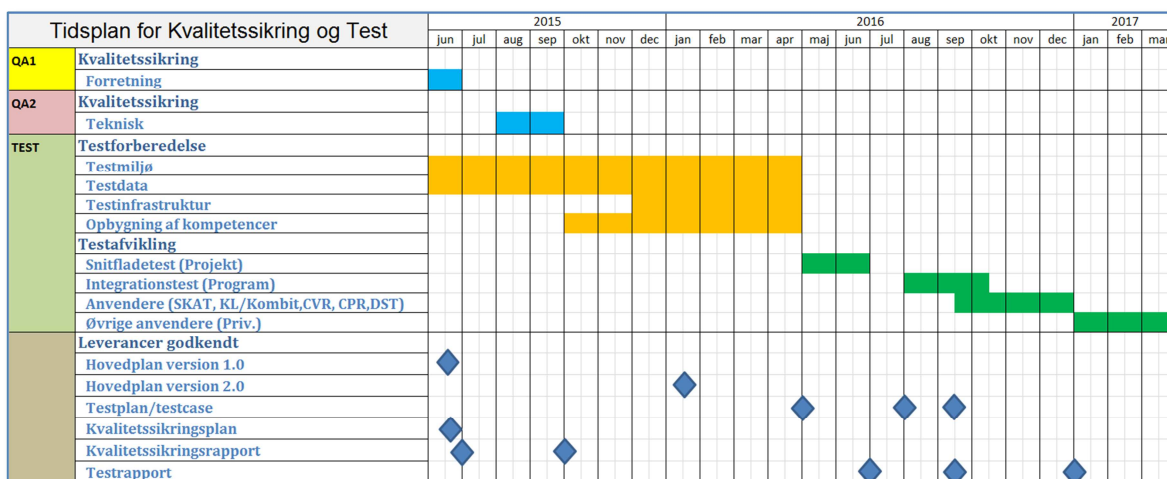 Tidsplan for Kvalitetssikring og Test
2015 2016 2017
jun jul aug sep okt nov dec jan feb mar apr maj jun jul aug sep okt nov dec jan feb mar
QA1 Kvalitetssikring
Forretning
QA2 Kvalitetssikring
Teknisk
TEST Testforberedelse
Testmiljø
Testdata
Testinfrastruktur
Opbygning af kompetencer
Testafvikling
Snitfladetest (Projekt)
Integrationstest (Program)
Anvendere (SKAT, KL/Kombit,CVR, CPR,DST)
Øvrige anvendere (Priv.)
Leverancer godkendt
Hovedplan version 1.0
Hovedplan version 2.0
Testplan/testcase
Kvalitetssikringsplan
Kvalitetssikringsrapport
Testrapport